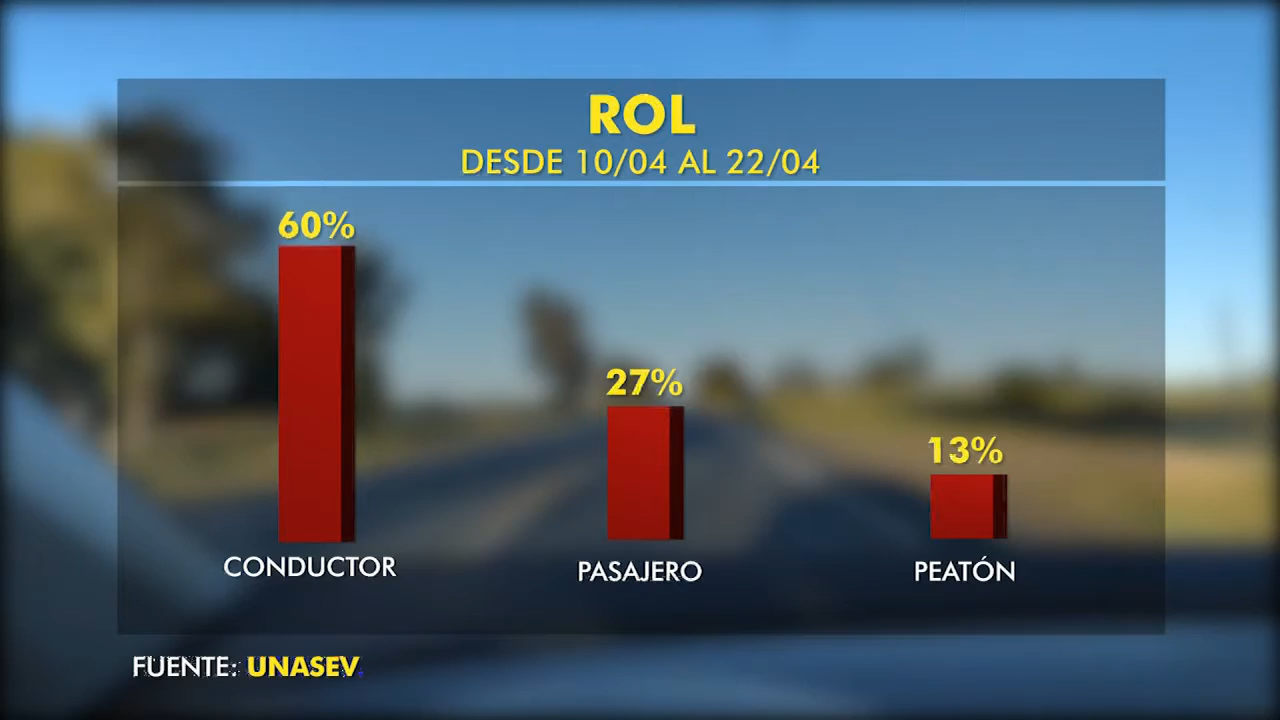 ROL
DESDE 10/04 AL 22/04
60%
27%
13%
CONDUCTOR
PASAJERO
PEATÓN
FUENTE: UNASEV